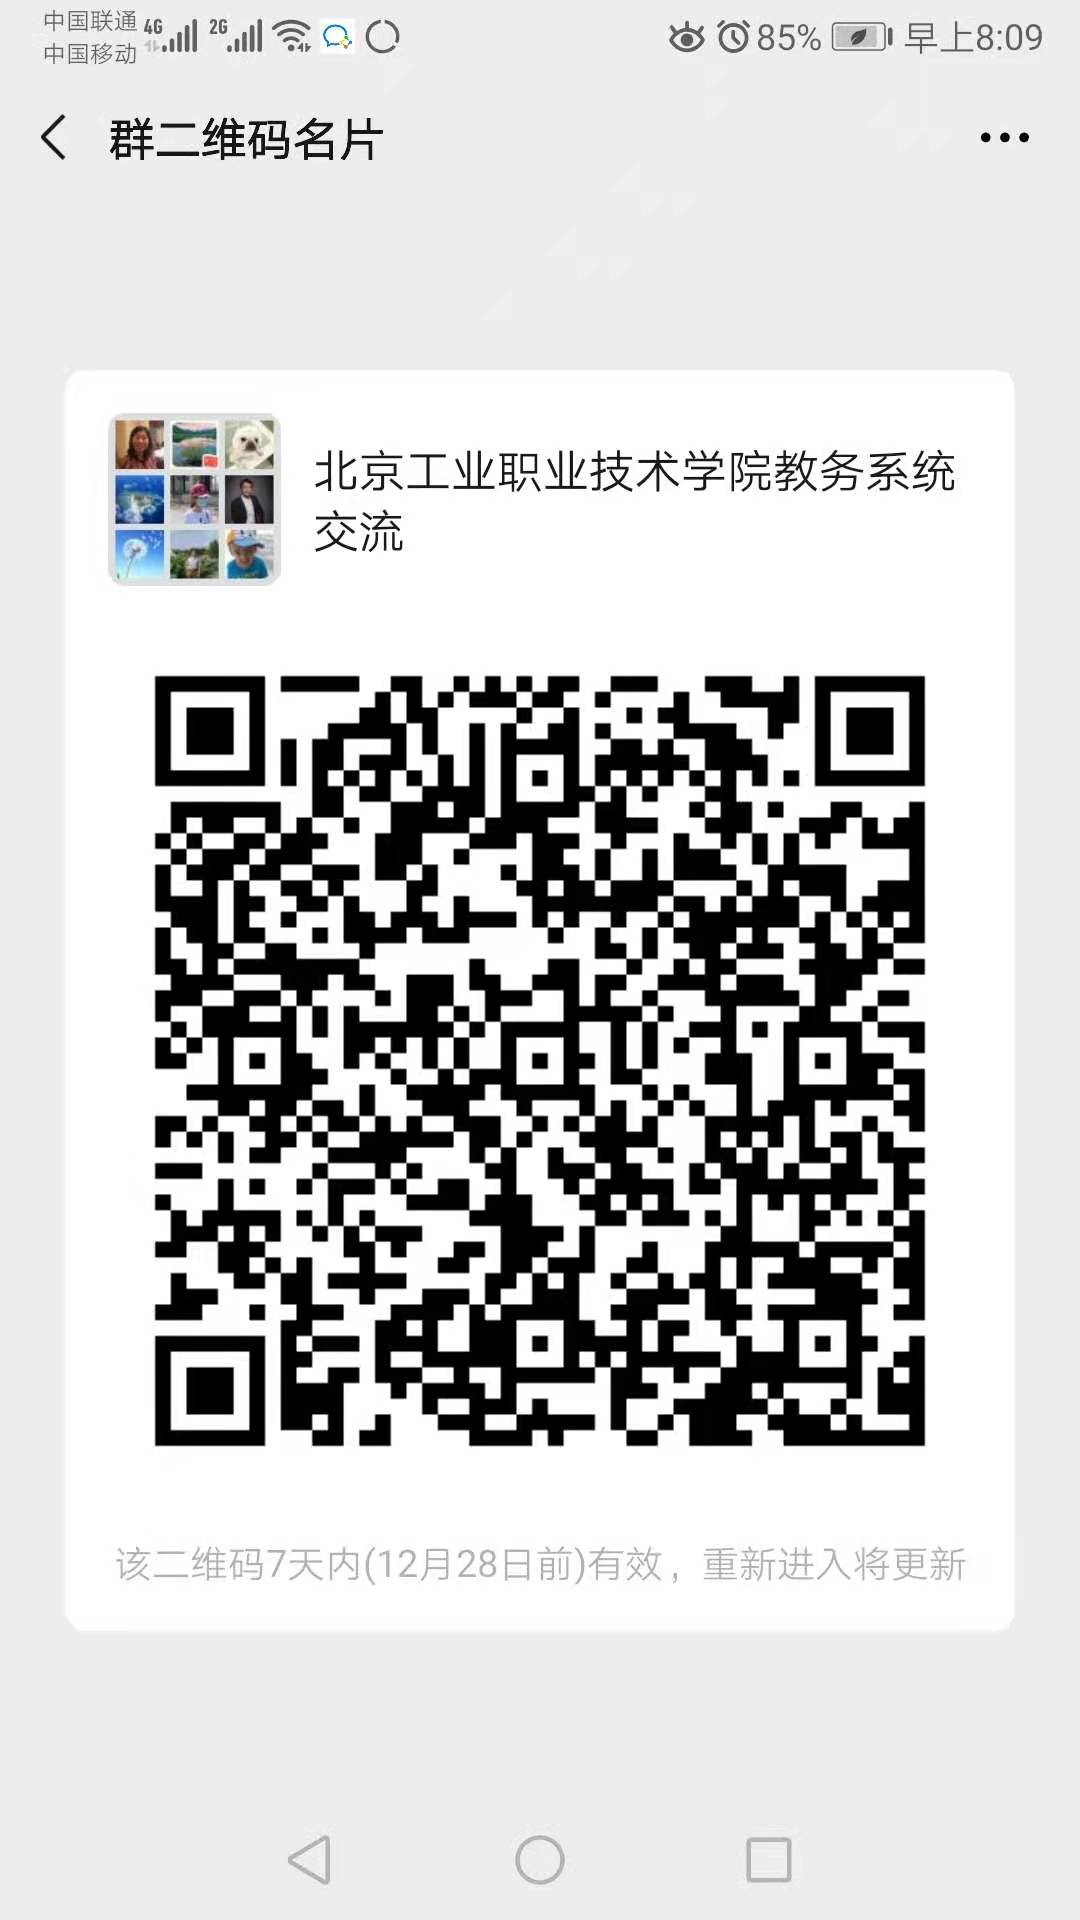 中国联通 4G 2G 85% 早上8:09
中国移动
群二维码名片
北京工业职业技术学院教务系统
交流
该二维码7天内(12月28日前)有效，重新进入将更新